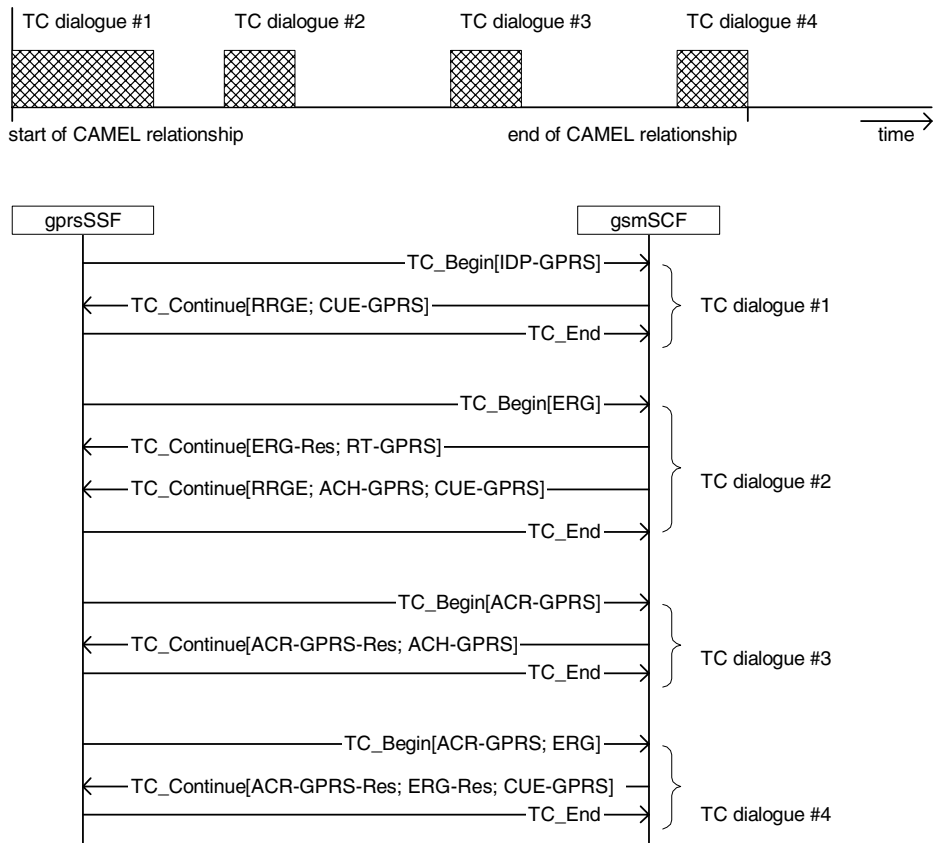 TC dialogue #1 TC dialogue #2 TC dialogue #3 TC dialogue #4
start of CAMEL relationship end of CAMEL relationship time
gprsSSF gsmSCF
TC_Begin[IDP-GPRS]
TC_Continue[RRGE; CUE-GPRS] TC dialogue #1
TC_End
TC_Begin[ERG]
TC_Continue[ERG-Res; RT-GPRS]
TC_Continue[RRGE; ACH-GPRS; CUE-GPRS] TC dialogue #2
TC_End
TC_Begin[ACR-GPRS]
TC_Continue[ACR-GPRS-Res; ACH-GPRS] TC dialogue #3
TC_End
TC_Begin[ACR-GPRS; ERG]
TC_Continue[ACR-GPRS-Res; ERG-Res; CUE-GPRS]
TC_End TC dialogue #4